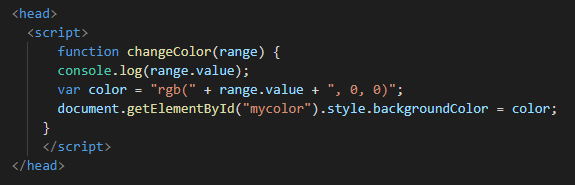 <head>
<script>
function changeColor(range) {
console.log(range.value);
var color = "rgb(" + range.value + ", 0, 0)";
document.getElementById("mycolor").style.backgroundColor = color;
}
</script>
</head>